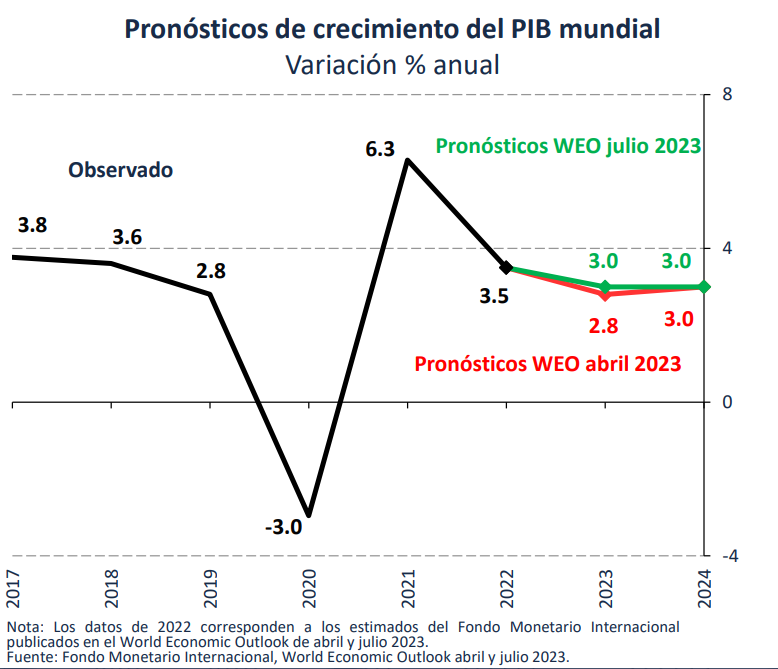 Pronósticos de crecimiento del PIB mundial
Variación % anual
8
Pronósticos WEO julio 2023
6.3
Observado
3.8
3.6
4
2.8
3.0
3.0
3.5
2.8
3.0
Pronósticos WEO abril 2023
0
-3.0
-4
2017
2018
2019
2020
2021
2022
2023
2024
Nota: Los datos de 2022 corresponden a los estimados del Fondo Monetario Internacional
publicados en el World Economic Outlook de abril y julio 2023.
Fuente: Fondo Monetario Internacional, World Economic Outlook abril y julio 2023.